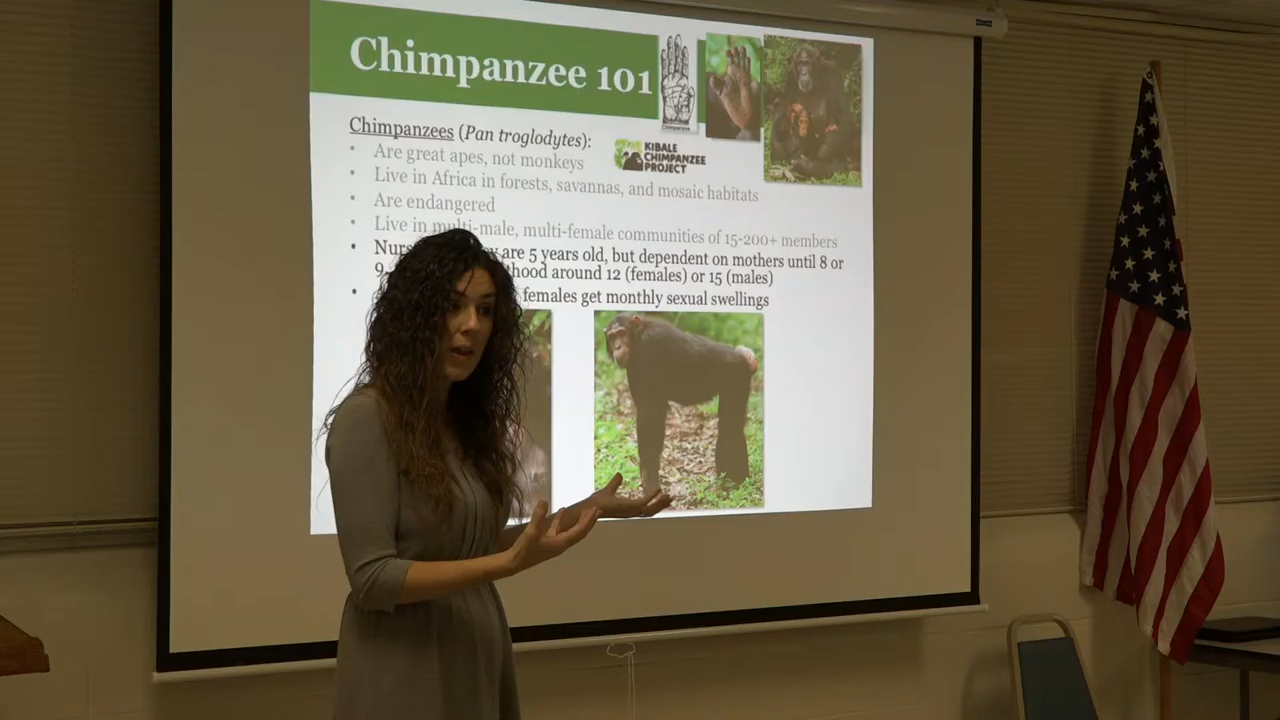 Chimpanzee 101
Chimpanzee
Chimpanzees (Pan troglodytes):
KIBALE
CHIMPANZEE
PROJECT
• Are great apes, not monkeys
• Live in Africa in forests, savannas, and mosaic habitats
• Are endangered
• Live in multi-male, multi-female communities of 15-200+ members
• are 5 years old, but dependent on mothers until 8 or
9 around 12 (females) or 15 (males)
• females get monthly sexual swellings